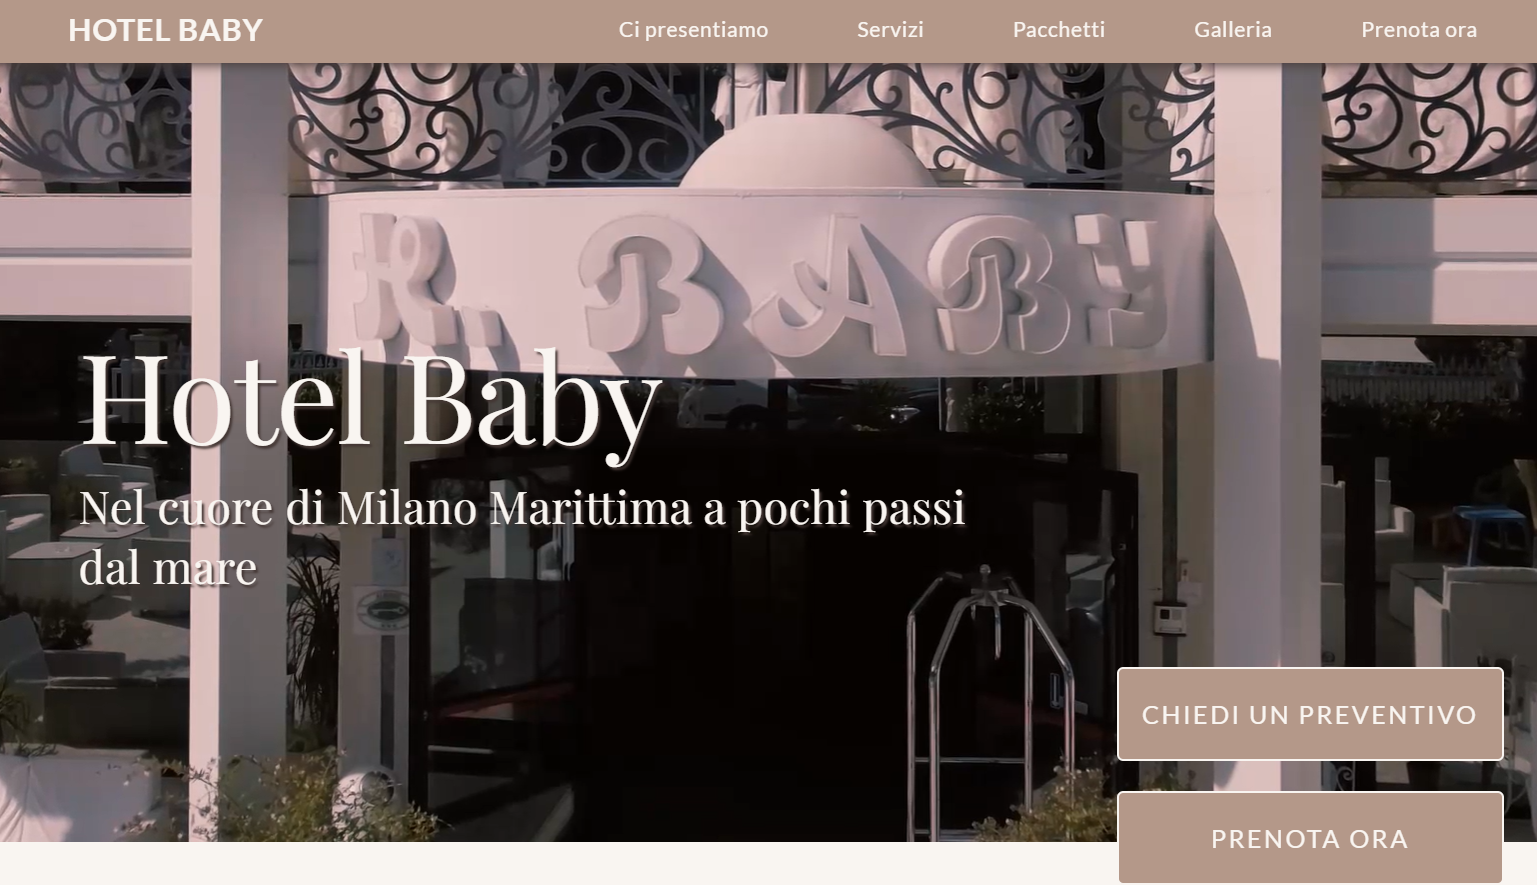 HOTEL BABY
Ci presentiamo
Servizi
Pacchetti
Galleria
Prenota ora
R. BABY
Hotel Baby
Nel cuore di Milano Marittima a pochi passi
dal mare
CHIEDI UN PREVENTIVO
PRENOTA ORA